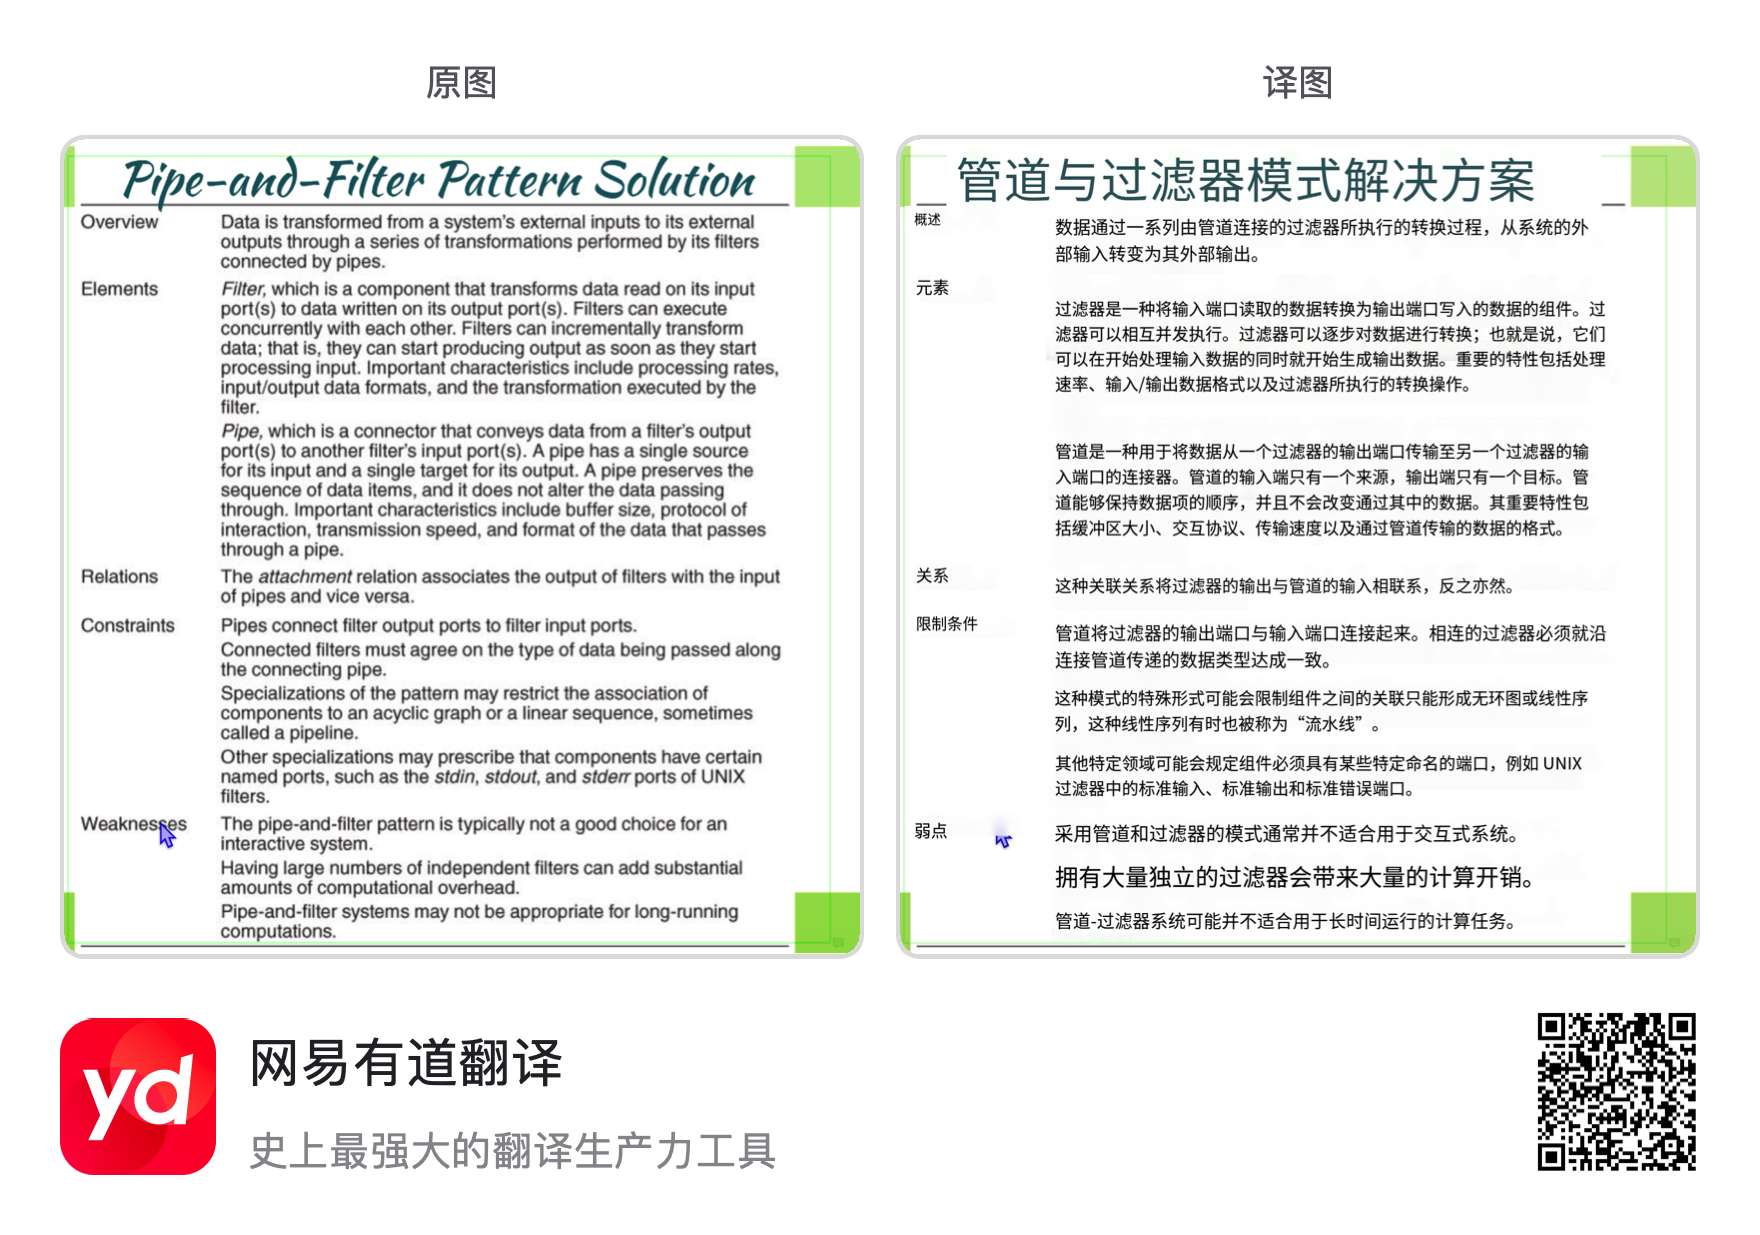 原图
译图
Pipe-and-Filter Pattern Solution
Overview
Data is transformed from a system's external inputs to its external
outputs through a series of transformations performed by its filters
connected by pipes.
Elements
Filter, which is a component that transforms data read on its input
port(s) to data written on its output port(s). Filters can execute
concurrently with each other. Filters can incrementally transform
data; that is, they can start producing output as soon as they start
processing input. Important characteristics include processing rates,
input/output data formats, and the transformation executed by the
filter.
Pipe, which is a connector that conveys data from a filter's output
port(s) to another filter's input port(s). A pipe has a single source
for its input and a single target for its output. A pipe preserves the
sequence of data items, and it does not alter the data passing
through. Important characteristics include buffer size, protocol of
interaction, transmission speed, and format of the data that passes
through a pipe.
Relations
The attachment relation associates the output of filters with the input
of pipes and vice versa.
Constraints
Pipes connect filter output ports to filter input ports.
Connected filters must agree on the type of data being passed along
the connecting pipe.
Specializations of the pattern may restrict the association of
components to an acyclic graph or a linear sequence, sometimes
called a pipeline.
Other specializations may prescribe that components have certain
named ports, such as the stdin, stdout, and stderr ports of UNIX
filters.
Weaknesses
The pipe-and-filter pattern is typically not a good choice for an
interactive system.
Having large numbers of independent filters can add substantial
amounts of computational overhead.
Pipe-and-filter systems may not be appropriate for long-running
computations.
管道与过滤器模式解决方案
概述
数据通过一系列由管道连接的过滤器所执行的转换过程，从系统的外
部输入转变为其外部输出。
元素
过滤器是一种将输入端口读取的数据转换为输出端口写入的数据的组件。过
滤器可以相互并发执行。过滤器可以逐步对数据进行转换；也就是说，它们
可以在开始处理输入数据的同时就开始生成输出数据。重要的特性包括处理
速率、输入/输出数据格式以及过滤器所执行的转换操作。
管道是一种用于将数据从一个过滤器的输出端口传输至另一个过滤器的输
入端口的连接器。管道的输入端只有一个来源，输出端只有一个目标。管
道能够保持数据项的顺序，并且不会改变通过其中的数据。其重要特性包
括缓冲区大小、交互协议、传输速度以及通过管道传输的数据的格式。
关系
这种关联关系将过滤器的输出与管道的输入相联系，反之亦然。
限制条件
管道将过滤器的输出端口与输入端口连接起来。相连的过滤器必须就沿
连接管道传递的数据类型达成一致。
这种模式的特殊形式可能会限制组件之间的关联只能形成无环图或线性序
列，这种线性序列有时也被称为“流水线”。
其他特定领域可能会规定组件必须具有某些特定命名的端口，例如 UNIX
过滤器中的标准输入、标准输出和标准错误端口。
弱点
采用管道和过滤器的模式通常并不适合用于交互式系统。
拥有大量独立的过滤器会带来大量的计算开销。
管道-过滤器系统可能并不适合用于长时间运行的计算任务。
yd
网易有道翻译
史上最强大的翻译生产力工具